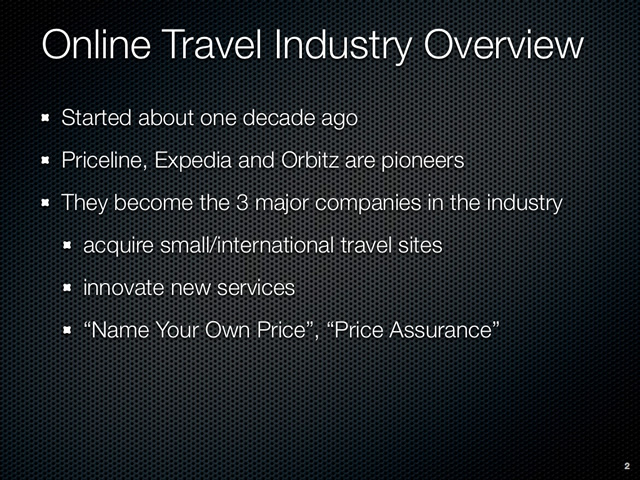 Online Travel Industry Overview
Started about one decade ago
Priceline, Expedia and Orbitz are pioneers
They become the 3 major companies in the industry
acquire small/international travel sites
innovate new services
“Name Your Own Price”, “Price Assurance”
2